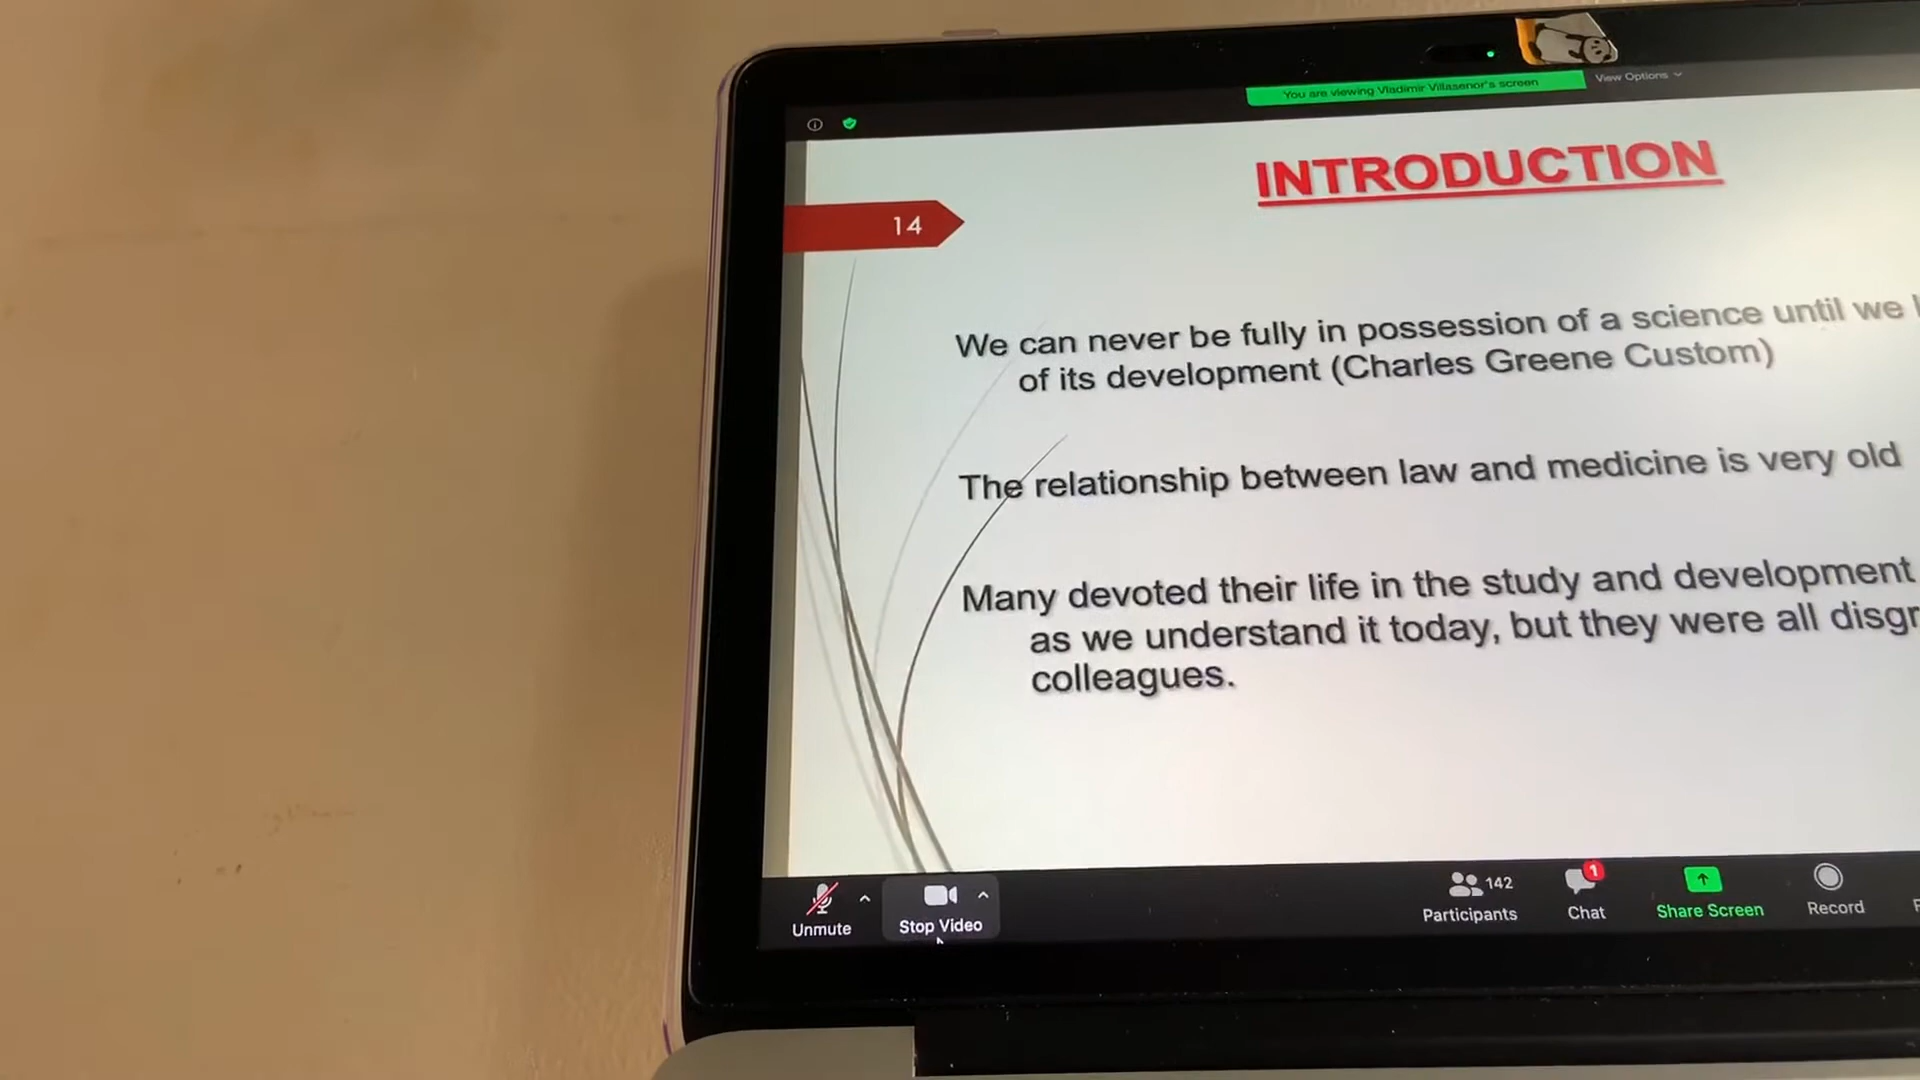 You are viewing Vladimir Villasenor's screen
View Options
INTRODUCTION
14
We can never be fully in possession of a science until we
of its development (Charles Greene Custom)
The relationship between law and medicine is very old
Many devoted their life in the study and development
as we understand it today, but they were all
colleagues.
Unmute
Stop Video
142
Participants
1
Chat
Share Screen
Record